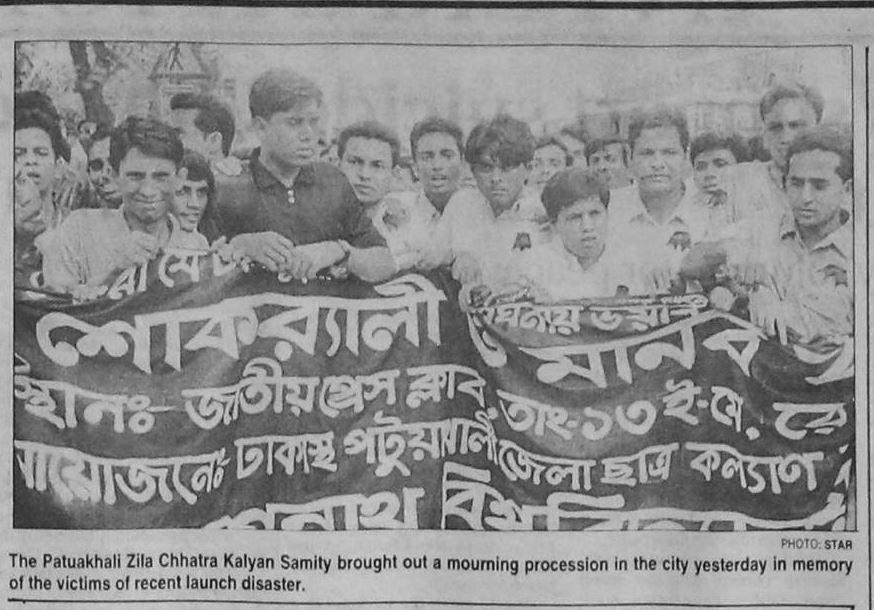 শোকর‍্যালী মানব
স্থানঃ- জাতীয় প্রেস ক্লাব, তাং-১৩ ই-মে, রে
আয়োজনেঃ ঢাকাস্থ পটুয়াখালী জেলা ছাত্র কল্যাণ
PHOTO: STAR
The Patuakhali Zila Chhatra Kalyan Samity brought out a mourning procession in the city yesterday in memory
of the victims of recent launch disaster.